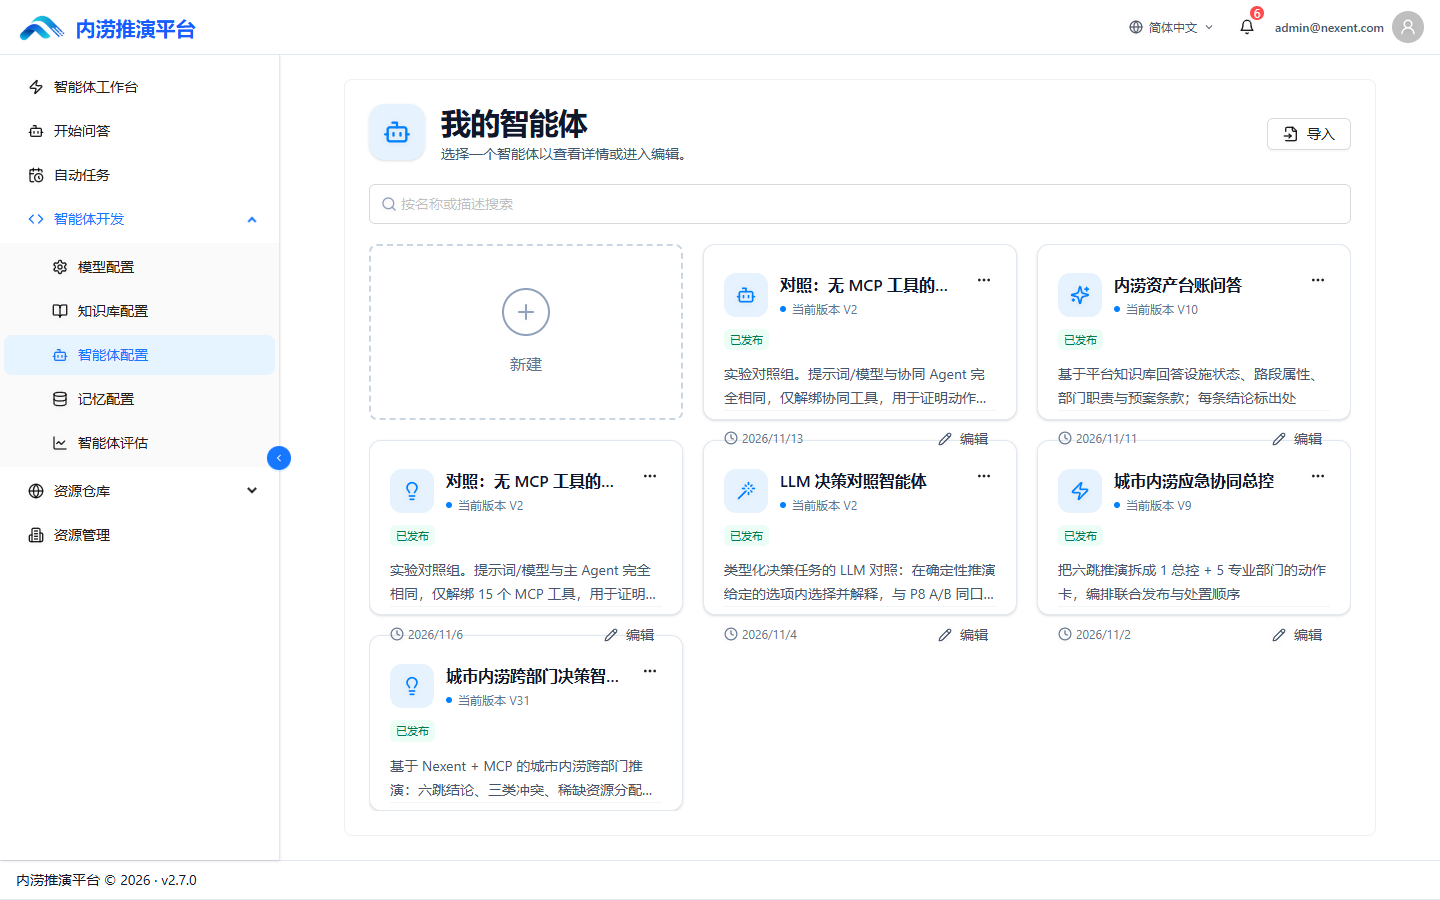 内涝推演平台
简体中文
6
admin@nexent.com
智能体工作台
开始问答
自动任务
智能体开发
模型配置
知识库配置
智能体配置
记忆配置
智能体评估
资源仓库
资源管理
我的智能体
选择一个智能体以查看详情或进入编辑。
导入
按名称或描述搜索
新建
对照：无 MCP 工具的...
当前版本 V2
已发布
实验对照组。提示词/模型与协同 Agent 完
全相同，仅解绑协同工具，用于证明动作...
2026/11/13
编辑
内涝资产台账问答
当前版本 V10
已发布
基于平台知识库回答设施状态、路段属性、
部门职责与预案条款；每条结论标出处
2026/11/11
编辑
对照：无 MCP 工具的...
当前版本 V2
已发布
实验对照组。提示词/模型与主 Agent 完全
相同，仅解绑 15 个 MCP 工具，用于证明...
2026/11/6
编辑
LLM 决策对照智能体
当前版本 V2
已发布
类型化决策任务的 LLM 对照：在确定性推演
给定的选项内选择并解释，与 P8 A/B 同口...
2026/11/4
编辑
城市内涝应急协同总控
当前版本 V9
已发布
把六跳推演拆成 1 总控 + 5 专业部门的动作
卡，编排联合发布与处置顺序
2026/11/2
编辑
城市内涝跨部门决策智...
当前版本 V31
已发布
基于 Nexent + MCP 的城市内涝跨部门推
演：六跳结论、三类冲突、稀缺资源分配...
内涝推演平台 © 2026 · v2.7.0